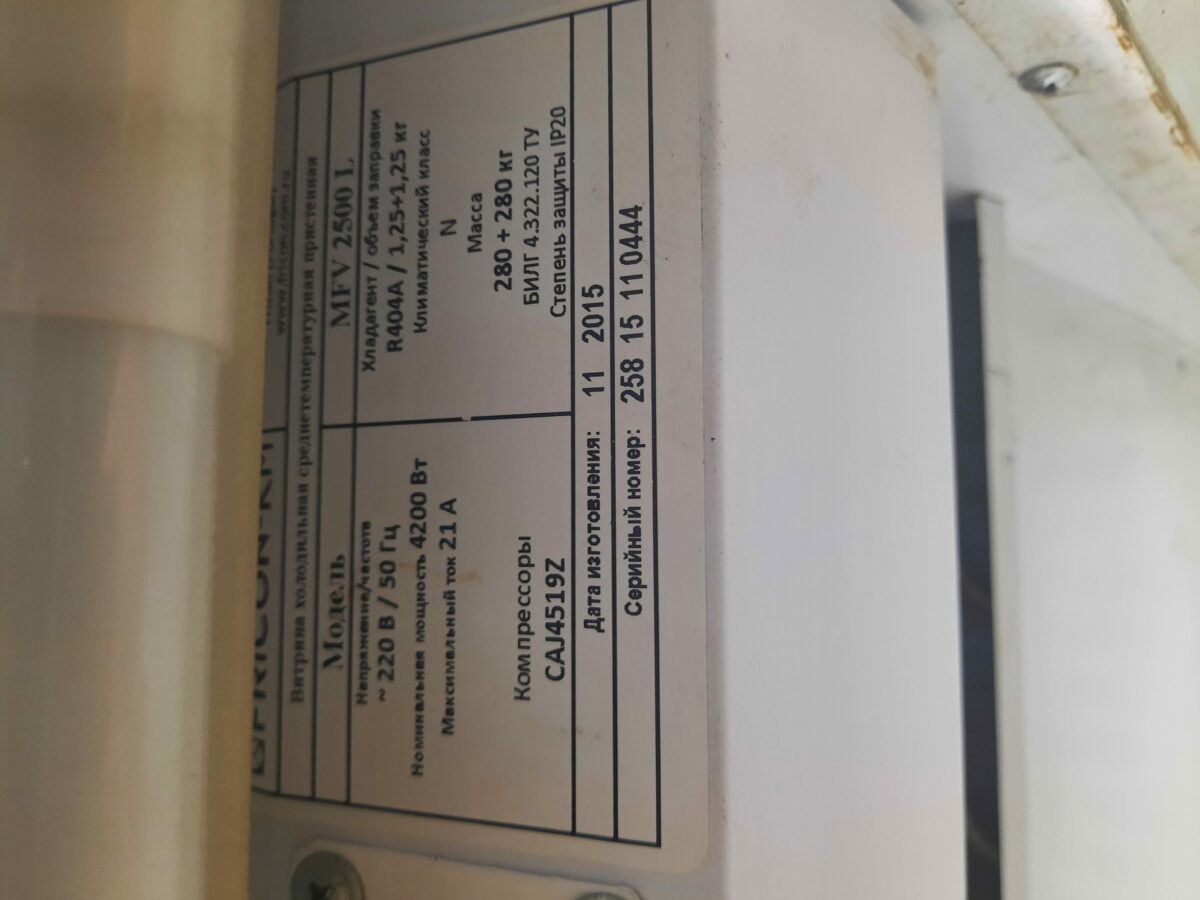 FRICON-КМ
www.fricon.com.ru
Витрина холодильная среднетемпературная пристенная
Модель
MFV 2500 L
Напряжение/частота
~ 220 В / 50 Гц
Номинальная мощность 4200 Вт
Максимальный ток 21 А
Компрессоры
CAJ4519Z
Хладагент / объем заправки
R404A / 1,25+1,25 кг
Климатический класс
N
Масса
280 + 280 кг
БИЛГ 4.322.120 ТУ
Степень защиты IP20
Дата изготовления: 11 2015
Серийный номер: 258 15 11 0444